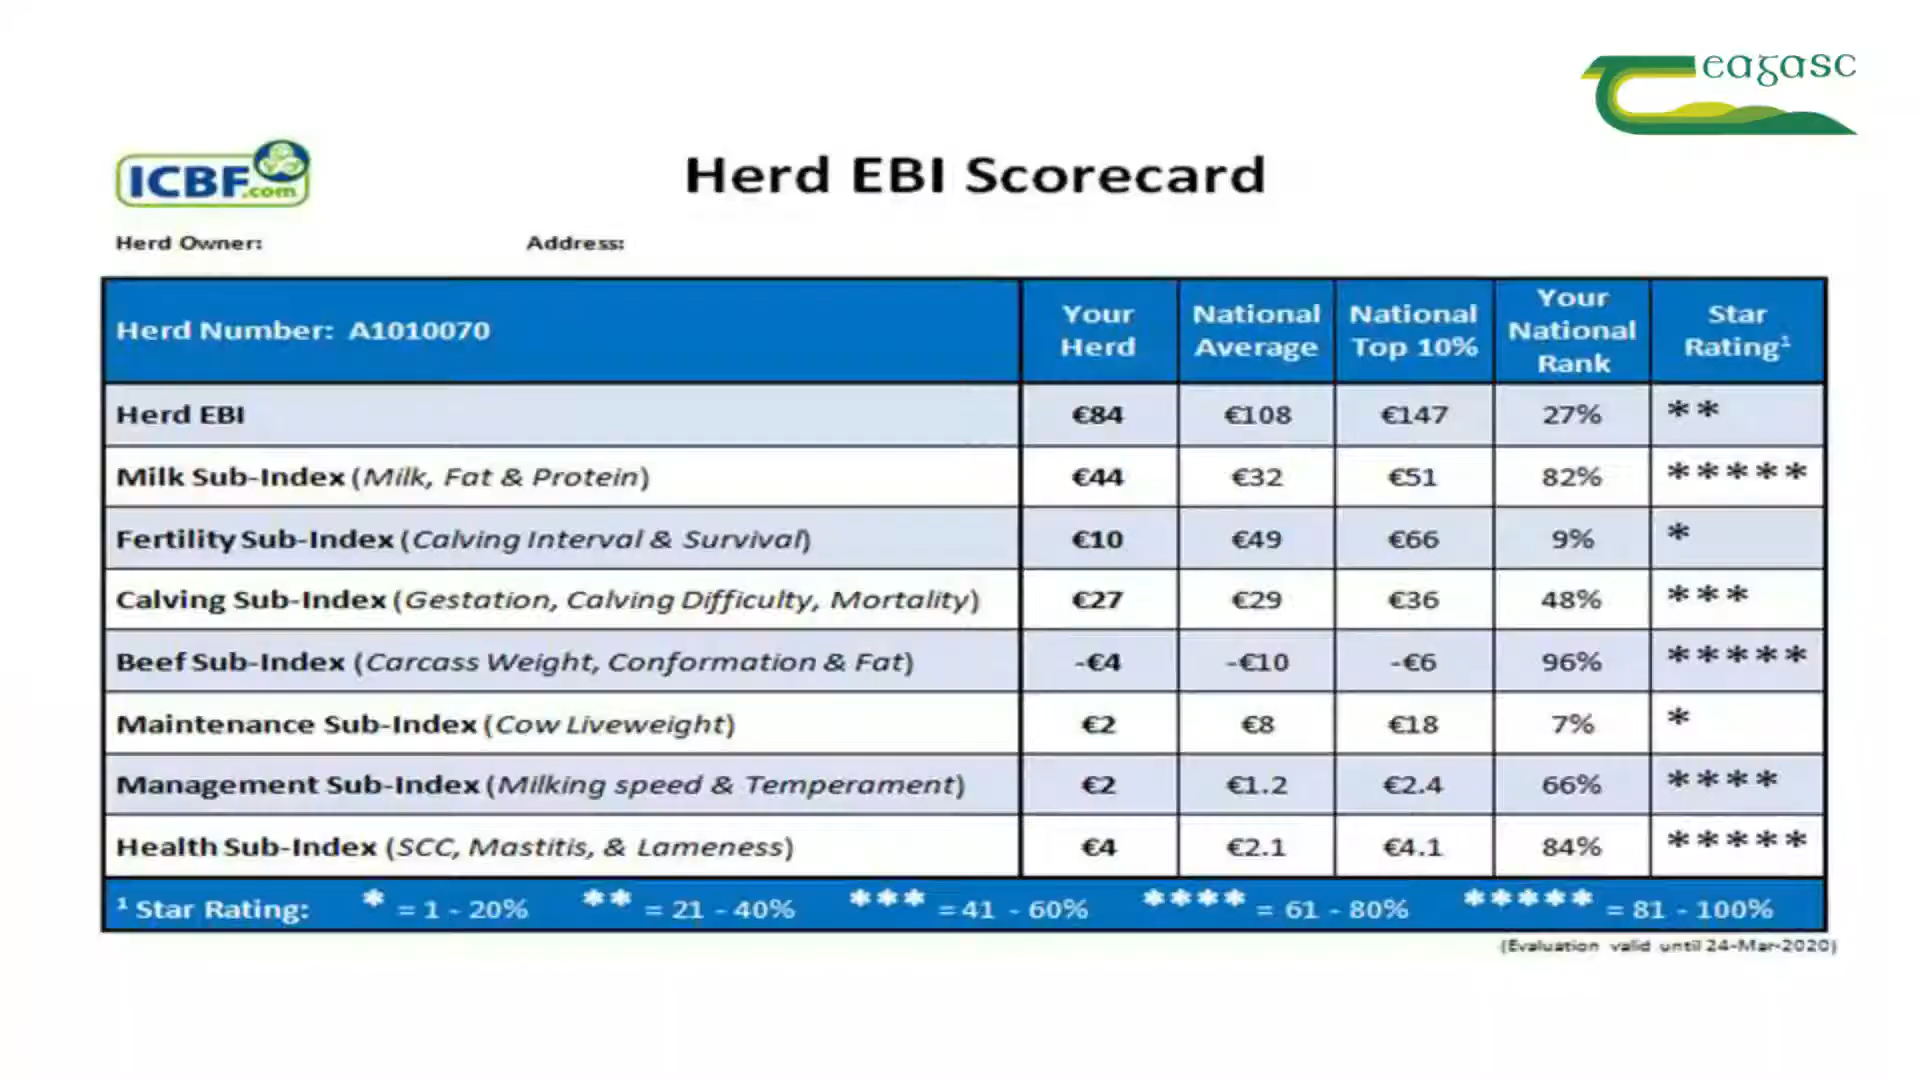 eagasc
ICBF.com
Herd EBI Scorecard
Herd Owner: Address:
Herd Number: A1010070 Your Herd National Average National Top 10% Your National Rank Star Rating¹
Herd EBI €84 €108 €147 27% **
Milk Sub-Index (Milk, Fat & Protein) €44 €32 €51 82% *****
Fertility Sub-Index (Calving Interval & Survival) €10 €49 €66 9% *
Calving Sub-Index (Gestation, Calving Difficulty, Mortality) €27 €29 €36 48% ***
Beef Sub-Index (Carcass Weight, Conformation & Fat) -€4 -€10 -€6 96% *****
Maintenance Sub-Index (Cow Liveweight) €2 €8 €18 7% *
Management Sub-Index (Milking speed & Temperament) €2 €1.2 €2.4 66% ****
Health Sub-Index (SCC, Mastitis, & Lameness) €4 €2.1 €4.1 84% *****
¹ Star Rating: * = 1 - 20% ** = 21 - 40% *** = 41 - 60% **** = 61 - 80% ***** = 81 - 100%
(Evaluation valid until 24-Mar-2020)